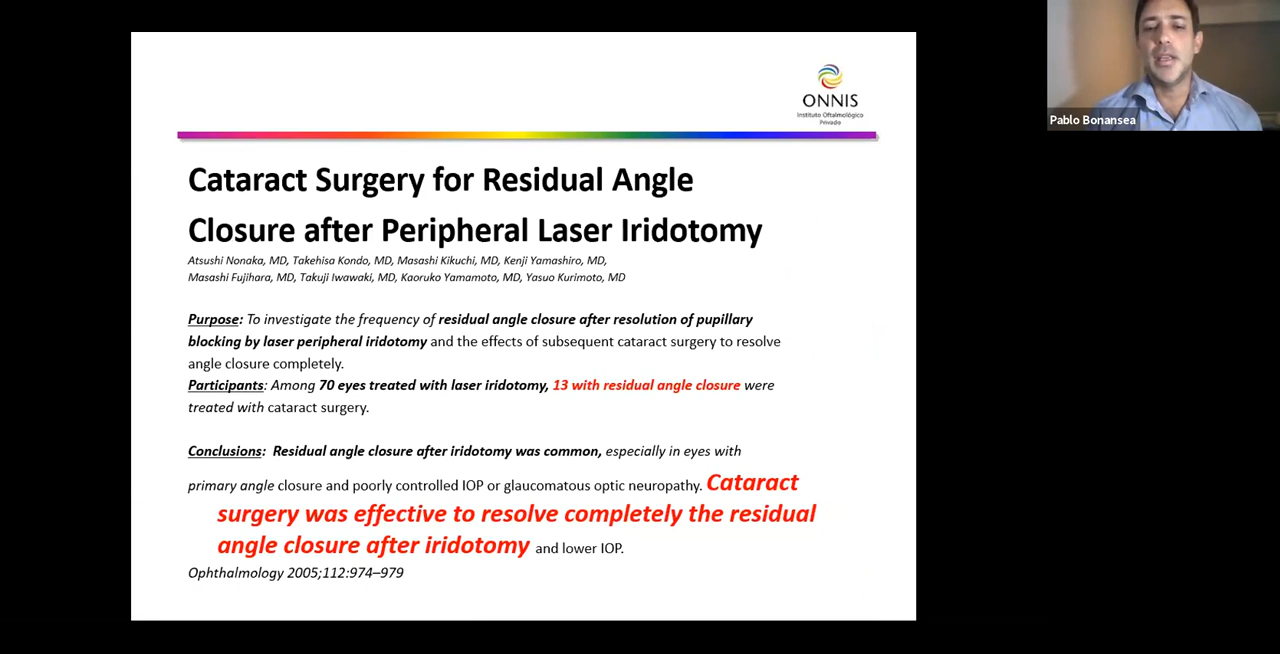 ONNIS
Instituto Oftalmológico
Privado
Pablo Bonansea
Cataract Surgery for Residual Angle
Closure after Peripheral Laser Iridotomy
Atsushi Nonaka, MD, Takehisa Kondo, MD, Masashi Kikuchi, MD, Kenji Yamashiro, MD,
Masashi Fujihara, MD, Takuji Iwawaki, MD, Kaoruko Yamamoto, MD, Yasuo Kurimoto, MD
Purpose: To investigate the frequency of residual angle closure after resolution of pupillary
blocking by laser peripheral iridotomy and the effects of subsequent cataract surgery to resolve
angle closure completely.
Participants: Among 70 eyes treated with laser iridotomy, 13 with residual angle closure were
treated with cataract surgery.
Conclusions: Residual angle closure after iridotomy was common, especially in eyes with
primary angle closure and poorly controlled IOP or glaucomatous optic neuropathy. Cataract
surgery was effective to resolve completely the residual
angle closure after iridotomy and lower IOP.
Ophthalmology 2005;112:974–979